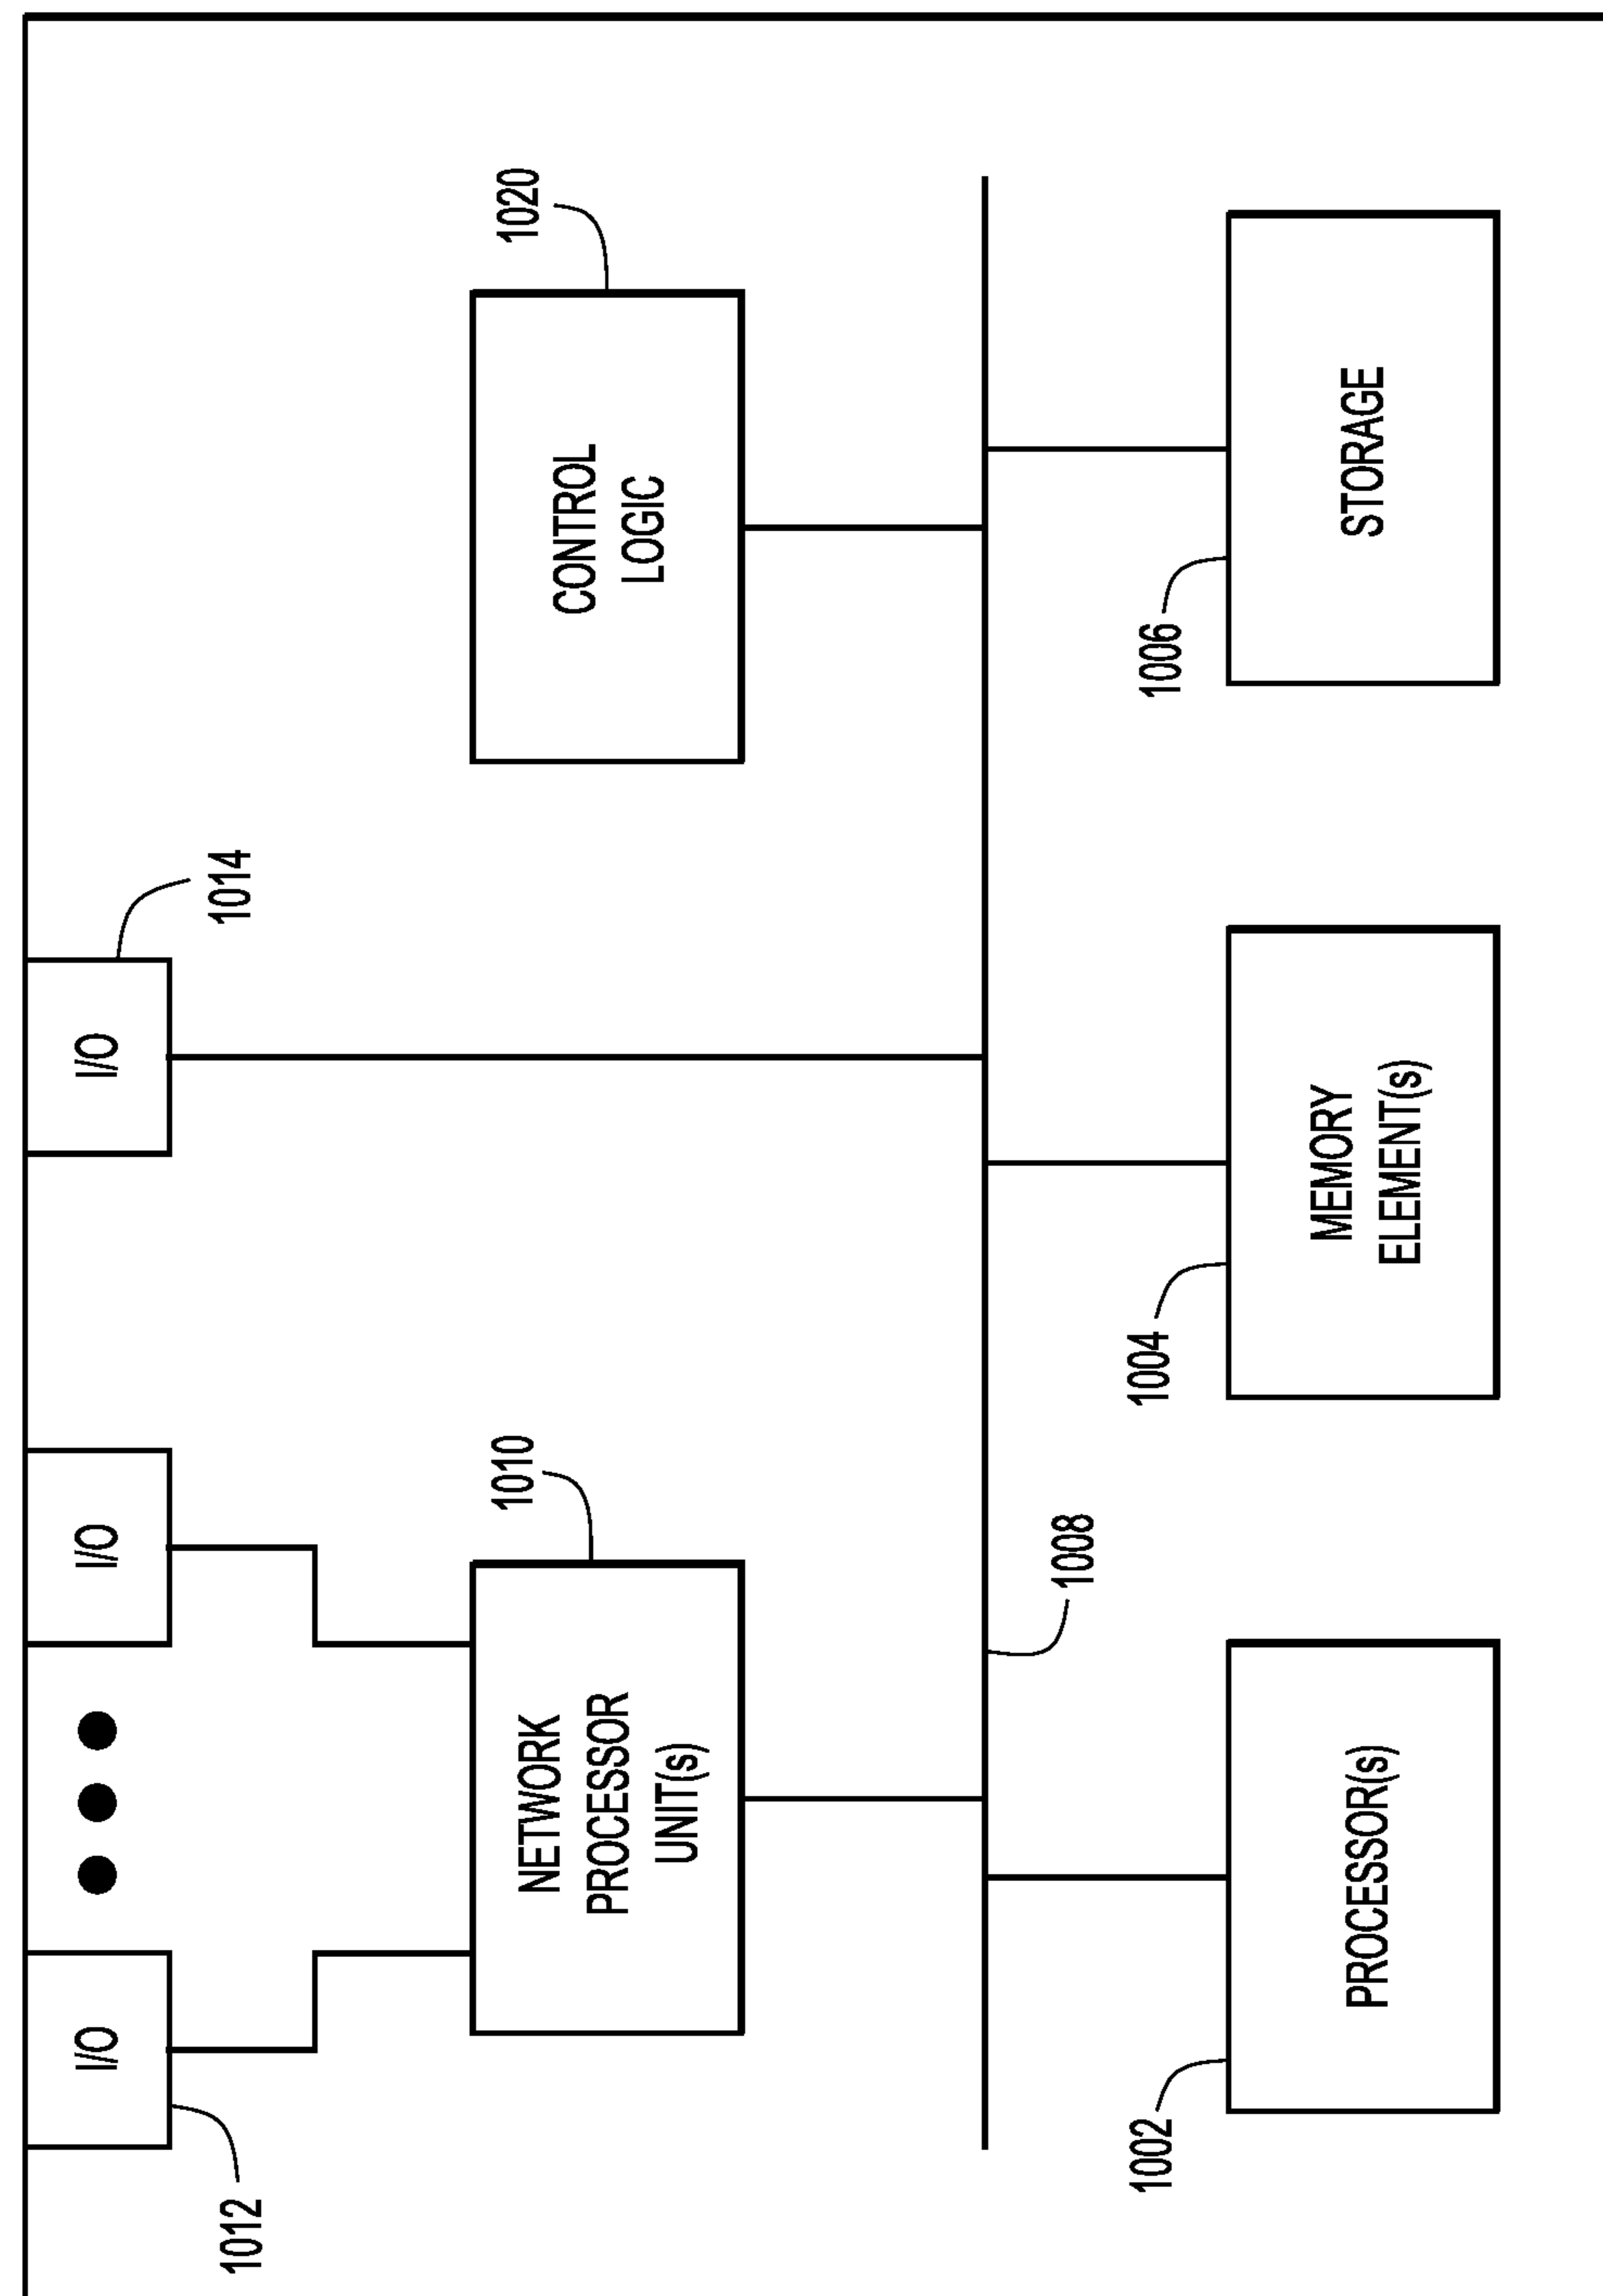 I/O
I/O
I/O
1012
1014
1010
1020
NETWORK
PROCESSOR
UNIT(s)
CONTROL
LOGIC
1008
1002
1004
1006
PROCESSOR(s)
MEMORY
ELEMENT(s)
STORAGE